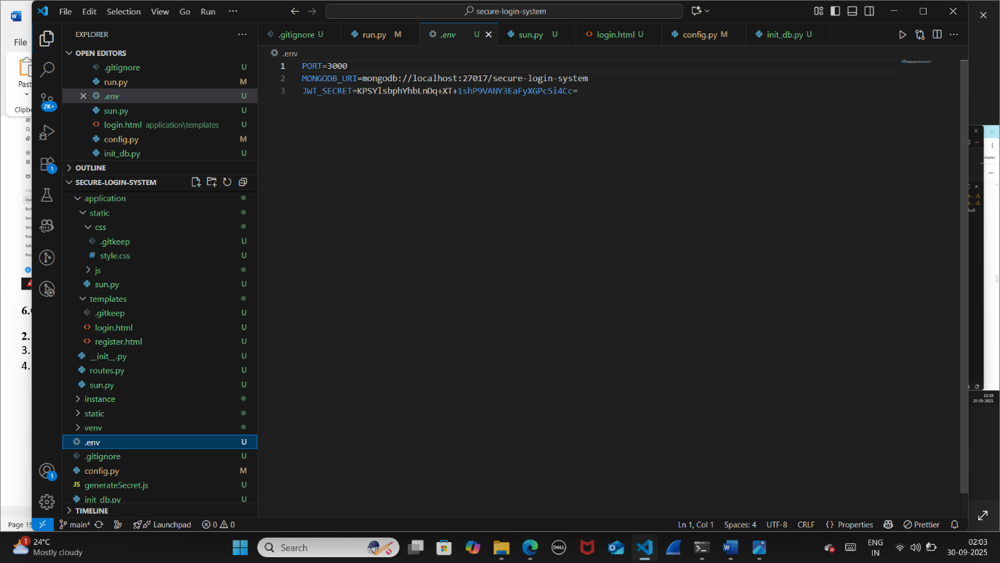 File Edit Selection View Go Run ···
secure-login-system
File
Past
Clipb
6.
2.
3.
4.
Page 15
EXPLORER
OPEN EDITORS
.gitignore U
run.py M
.env U
sun.py U
login.html application\templates U
config.py M
init_db.py U
OUTLINE
SECURE-LOGIN-SYSTEM
application
static
css
.gitkeep U
style.css U
js
sun.py U
templates
.gitkeep U
login.html U
register.html U
__init__.py U
routes.py U
sun.py U
instance
static
venv
.env U
.gitignore U
config.py M
JS generateSecret.js U
init_db.py U
TIMELINE
2K+
1
1
.gitignore U run.py M .env U sun.py U login.html U config.py M init_db.py U
.env
1 PORT=3000
2 MONGODB_URI=mongodb://localhost:27017/secure-login-system
3 JWT_SECRET=KPSYlsbphYhbLnDq+XT+1shP9VANY3EaFyXGPc5i4Cc=
12:39
29-09-2025
main* Launchpad 0 0 Ln 1, Col 1 Spaces: 4 UTF-8 CRLF {} Properties Prettier
1
24°C
Mostly cloudy
Search
DELL
ENG
IN
02:03
30-09-2025